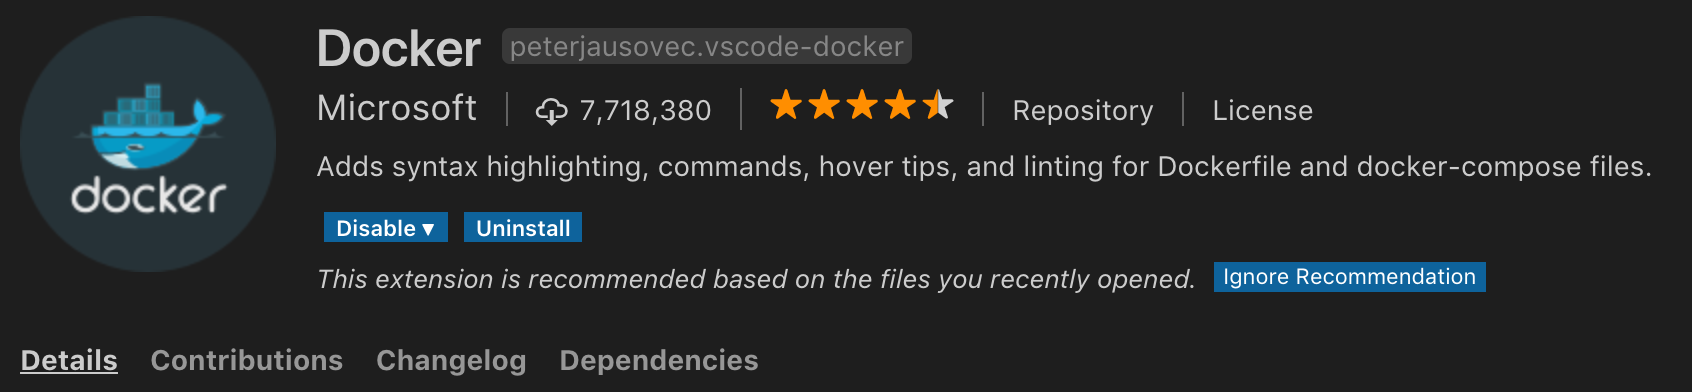 docker
Docker peterjausovec.vscode-docker
Microsoft | 7,718,380 | | Repository | License
Adds syntax highlighting, commands, hover tips, and linting for Dockerfile and docker-compose files.
Disable ▾ Uninstall
This extension is recommended based on the files you recently opened. Ignore Recommendation
Details Contributions Changelog Dependencies